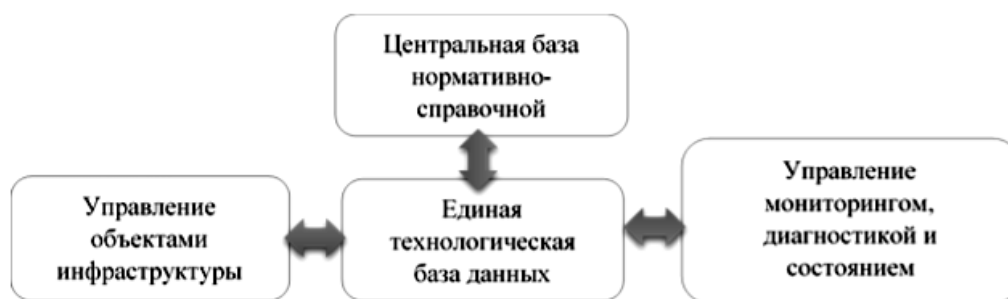 Центральная база
нормативно-
справочной
Управление
объектами
инфраструктуры
Единая
технологическая
база данных
Управление
мониторингом,
диагностикой и
состоянием